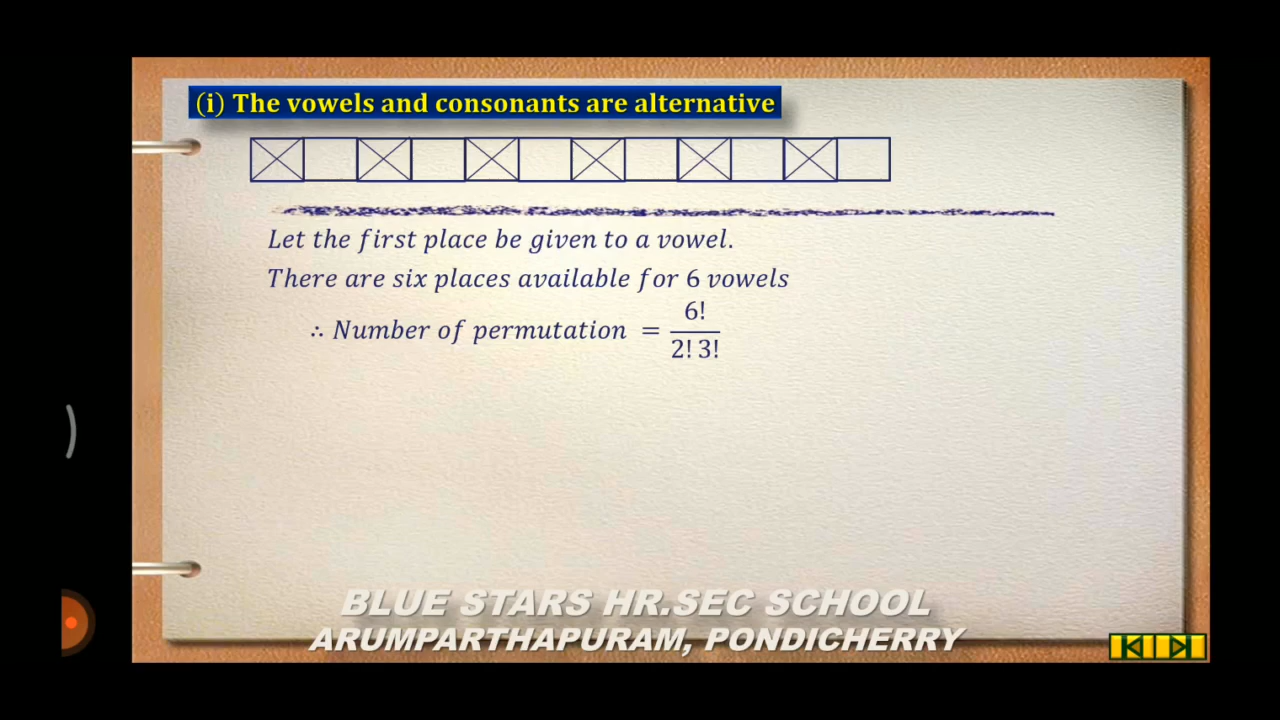 (i) The vowels and consonants are alternative
Let the first place be given to a vowel.
There are six places available for 6 vowels
∴ Number of permutation = 6!/2! 3!
BLUE STARS HR.SEC SCHOOL
ARUMPARTHAPURAM, PONDICHERRY